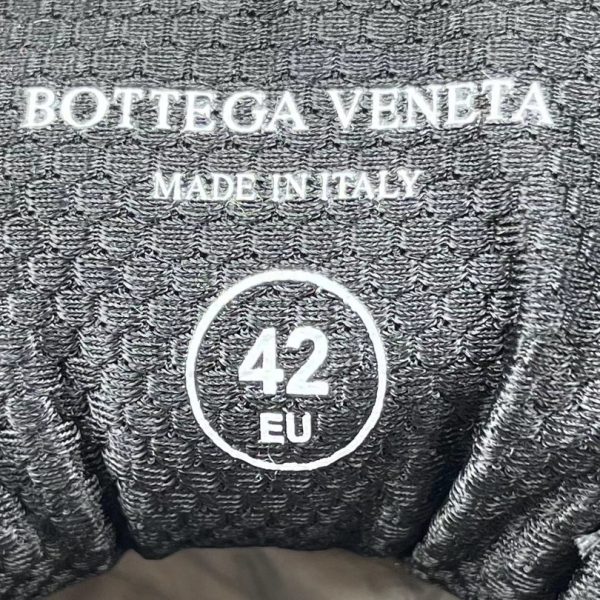 BOTTEGA VENETA
MADE IN ITALY
42
EU